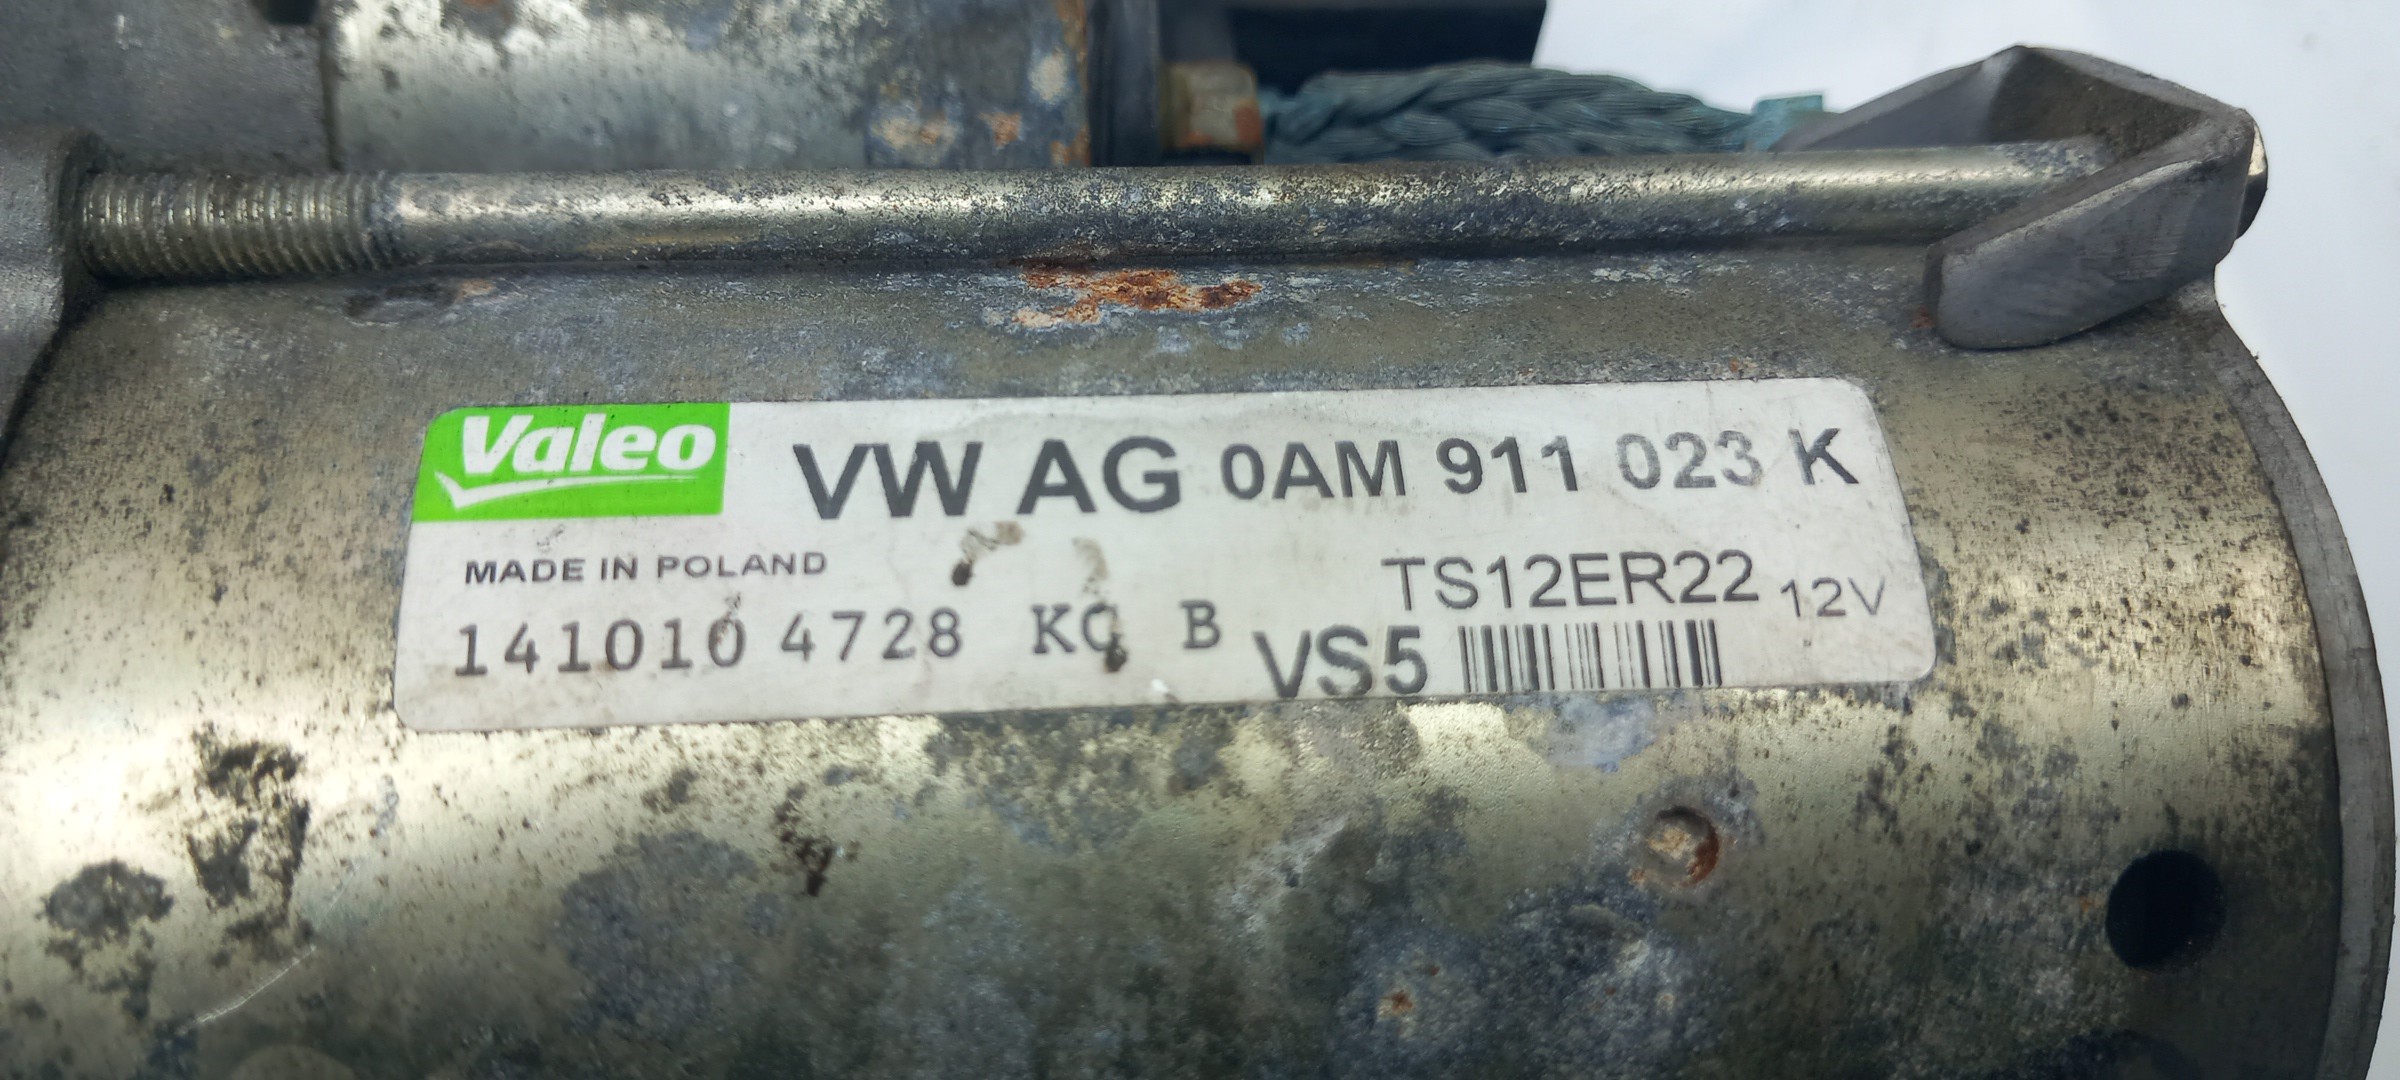 Valeo VW AG 0AM 911 023 K
MADE IN POLAND TS12ER22 12V
141010 4728 KC B VS5